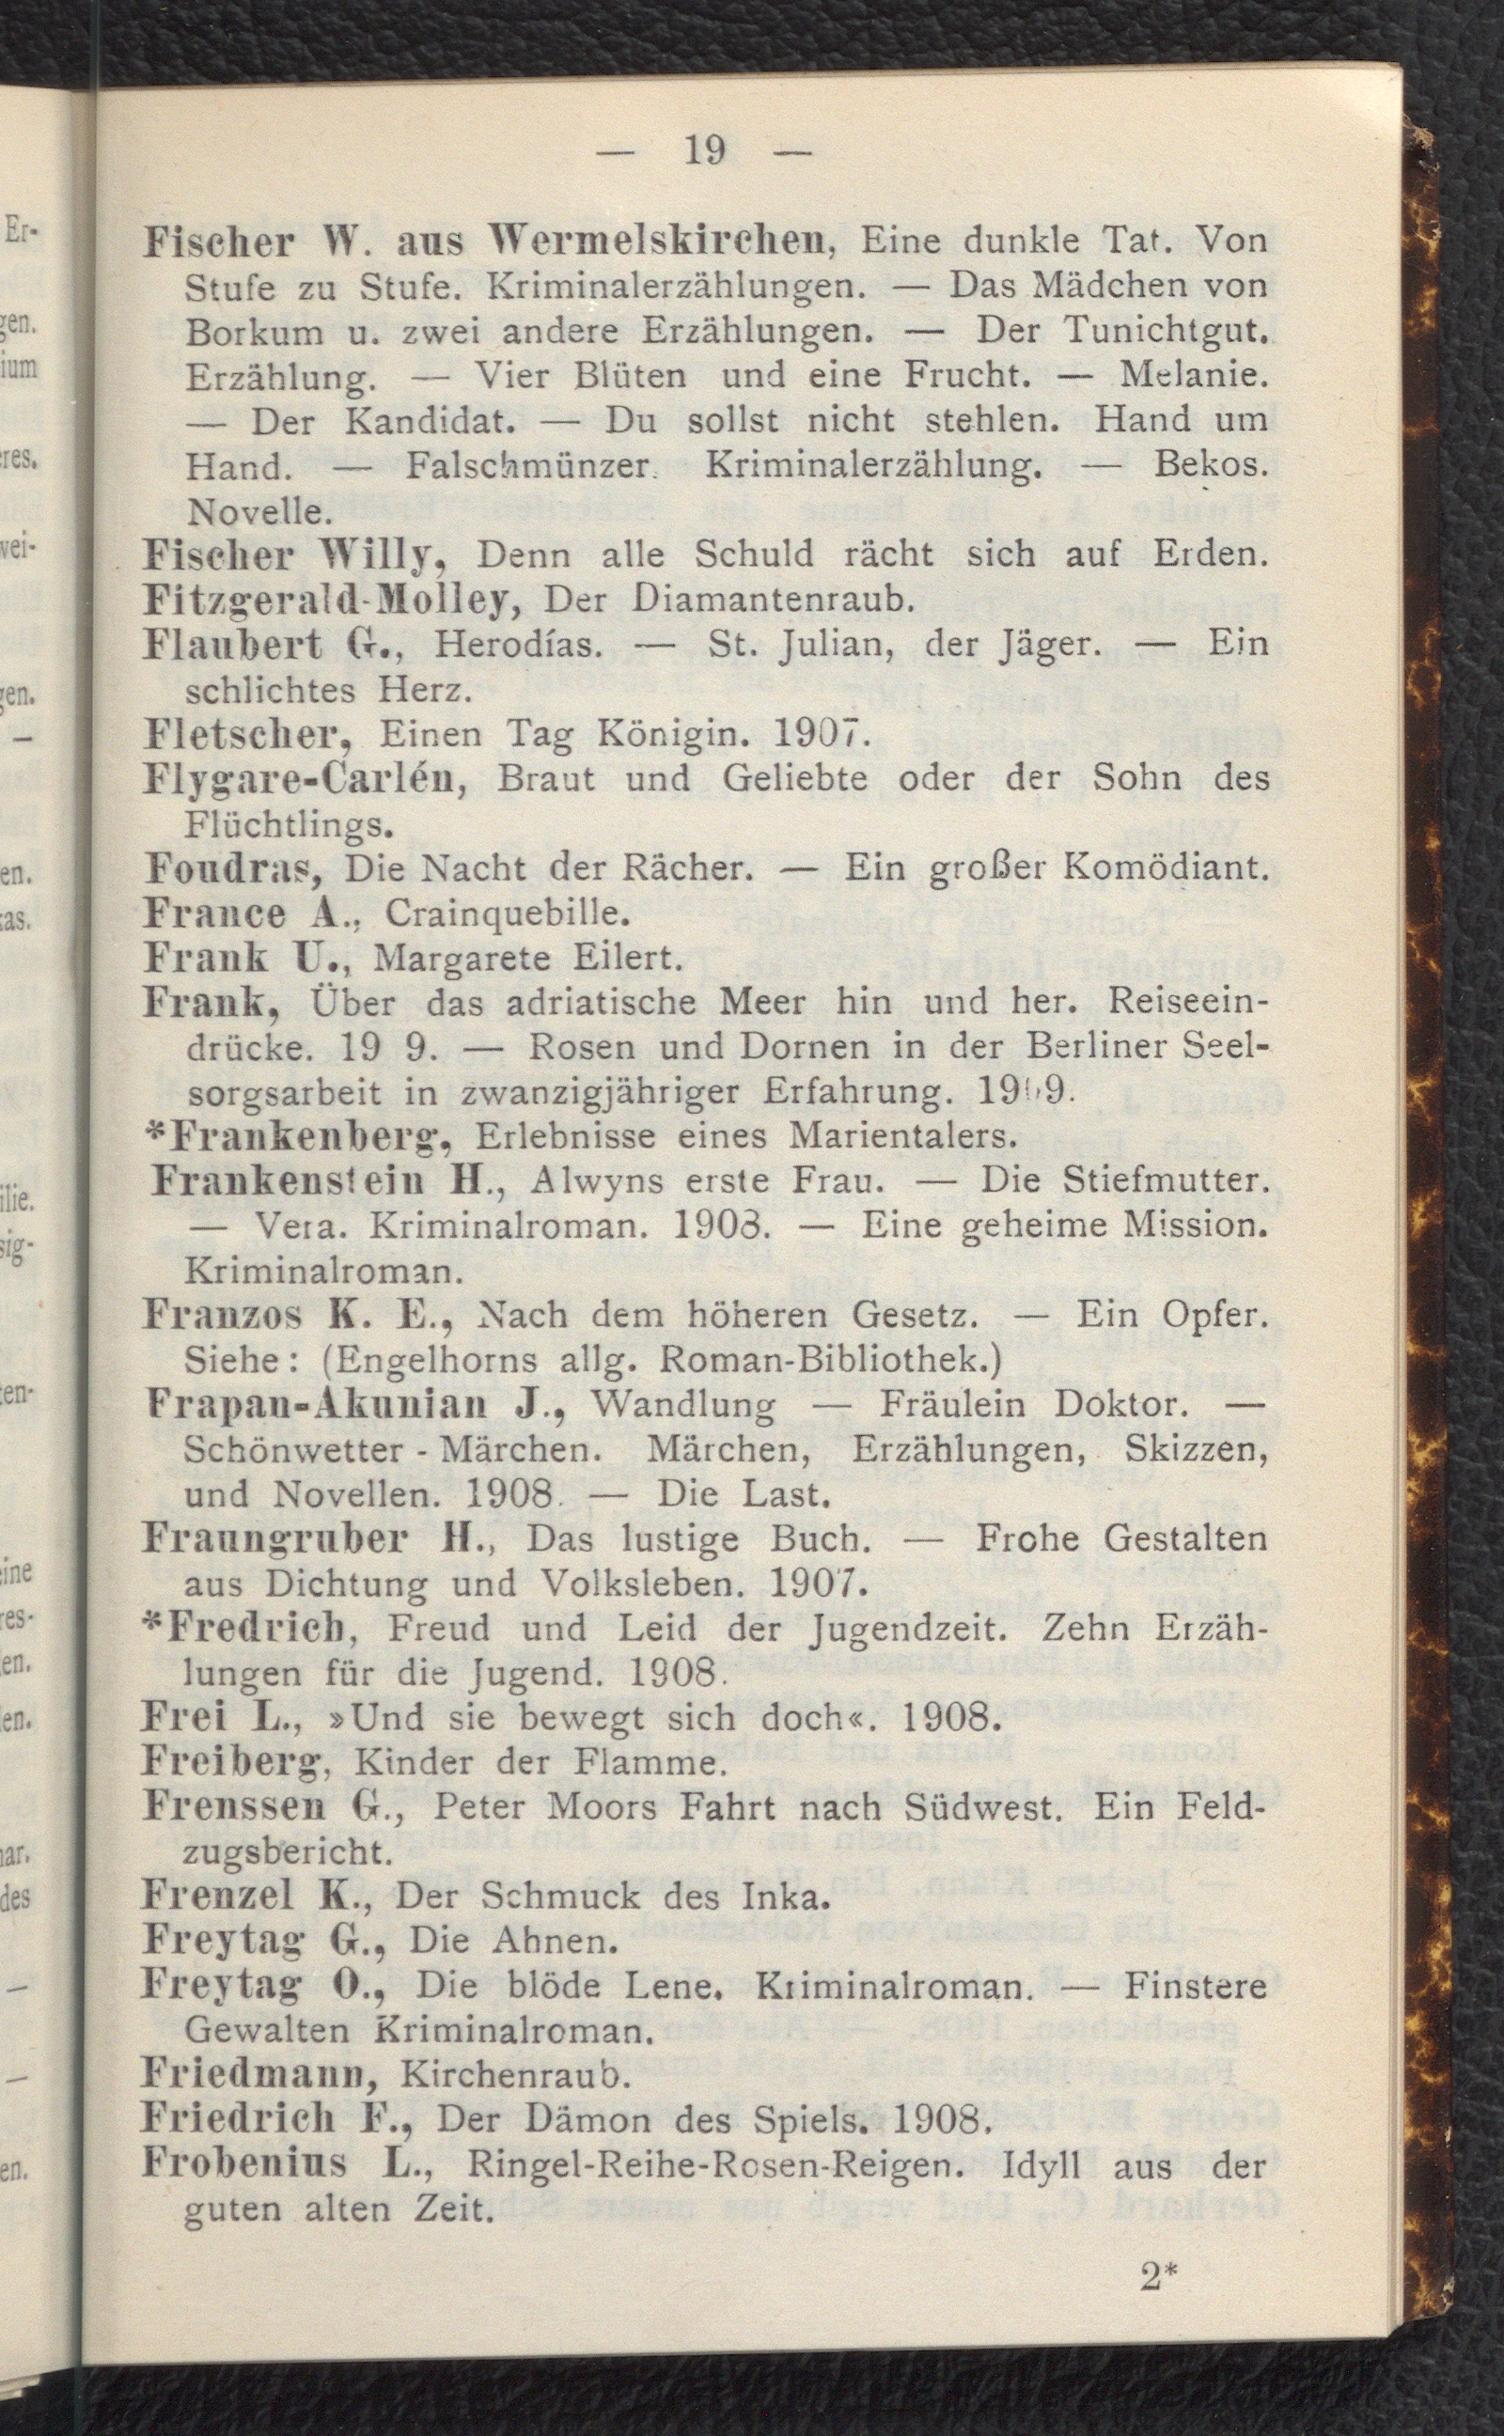 — 19 —
Fischer W. aus Wermelskirchen, Eine dunkle Tat. Von
Stufe zu Stufe. Kriminalerzählungen. — Das Mädchen von
Borkum u. zwei andere Erzählungen. — Der Tunichtgut.
Erzählung. — Vier Blüten und eine Frucht. — Melanie.
— Der Kandidat. — Du sollst nicht stehlen. Hand um
Hand. — Falschmünzer. Kriminalerzählung. — Bekos.
Novelle.
Fischer Willy, Denn alle Schuld rächt sich auf Erden.
Fitzgerald-Molley, Der Diamantenraub.
Flaubert G., Herodías. — St. Julian, der Jäger. — Ein
schlichtes Herz.
Fletscher, Einen Tag Königin. 1907.
Flygare-Carlén, Braut und Geliebte oder der Sohn des
Flüchtlings.
Foudras, Die Nacht der Rächer. — Ein großer Komödiant.
France A., Crainquebille.
Frank U., Margarete Eilert.
Frank, Über das adriatische Meer hin und her. Reiseein-
drücke. 19 9. — Rosen und Dornen in der Berliner Seel-
sorgsarbeit in zwanzigjähriger Erfahrung. 1909.
*Frankenberg, Erlebnisse eines Marientalers.
Frankenstein H., Alwyns erste Frau. — Die Stiefmutter.
— Vera. Kriminalroman. 1908. — Eine geheime Mission.
Kriminalroman.
Franzos K. E., Nach dem höheren Gesetz. — Ein Opfer.
Siehe: (Engelhorns allg. Roman-Bibliothek.)
Frapan-Akunian J., Wandlung — Fräulein Doktor. —
Schönwetter - Märchen. Märchen, Erzählungen, Skizzen,
und Novellen. 1908. — Die Last.
Fraungruber H., Das lustige Buch. — Frohe Gestalten
aus Dichtung und Volksleben. 1907.
*Fredrich, Freud und Leid der Jugendzeit. Zehn Erzäh-
lungen für die Jugend. 1908.
Frei L., »Und sie bewegt sich doch«. 1908.
Freiberg, Kinder der Flamme.
Frenssen G., Peter Moors Fahrt nach Südwest. Ein Feld-
zugsbericht.
Frenzel K., Der Schmuck des Inka.
Freytag G., Die Ahnen.
Freytag O., Die blöde Lene. Kriminalroman. — Finstere
Gewalten Kriminalroman.
Friedmann, Kirchenraub.
Friedrich F., Der Dämon des Spiels. 1908.
Frobenius L., Ringel-Reihe-Rosen-Reigen. Idyll aus der
guten alten Zeit.
2*